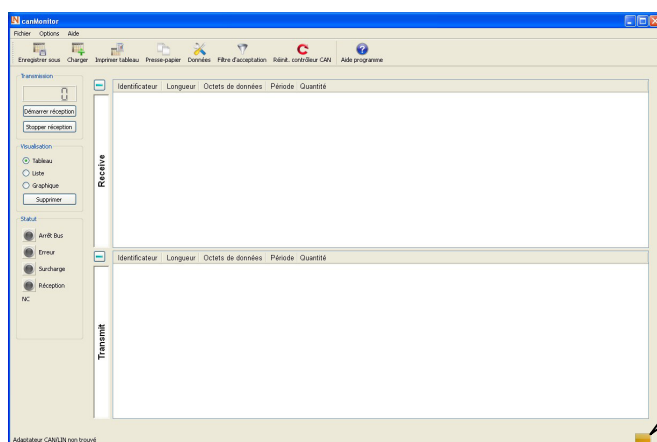 canMonitor
Fichier Options Aide
Enregistrer sous Charger Imprimer tableau Presse-papier Données Filtre d'acceptation Réinit. contrôleur CAN Aide programme
Transmission
0
Démarrer réception
Stopper réception
Visualisation
Tableau
Liste
Graphique
Supprimer
Statut
Arrêt Bus
Erreur
Surcharge
Réception
NC
Identificateur Longueur Octets de données Période Quantité
Receive
Identificateur Longueur Octets de données Période Quantité
Transmit
Adaptateur CAN/LIN non trouvé